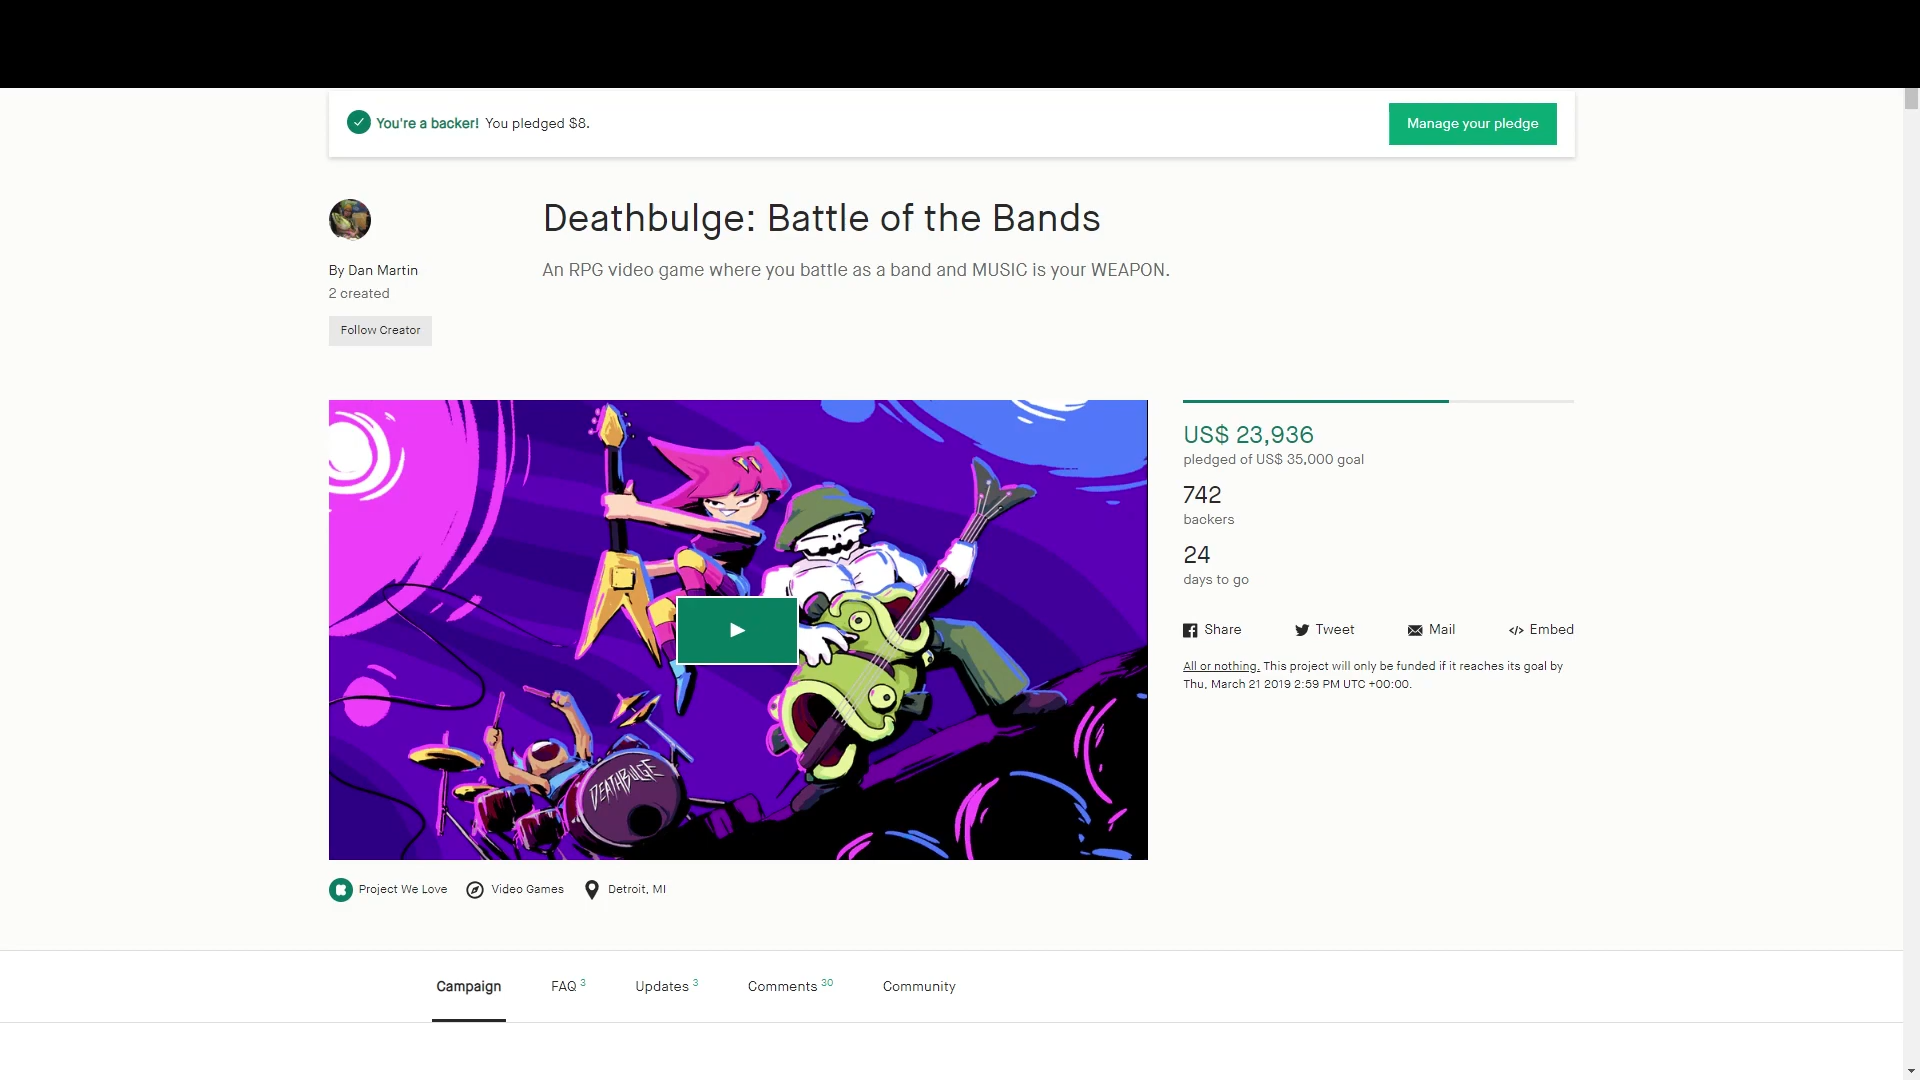 You're a backer! You pledged $8.
Manage your pledge
Deathbulge: Battle of the Bands
An RPG video game where you battle as a band and MUSIC is your WEAPON.
By Dan Martin
2 created
Follow Creator
DEATHBULGE
US$ 23,936
pledged of US$ 35,000 goal
742
backers
24
days to go
Share
Tweet
Mail
Embed
All or nothing. This project will only be funded if it reaches its goal by
Thu, March 21 2019 2:59 PM UTC +00:00.
Project We Love
Video Games
Detroit, MI
Campaign
FAQ 3
Updates 3
Comments 30
Community